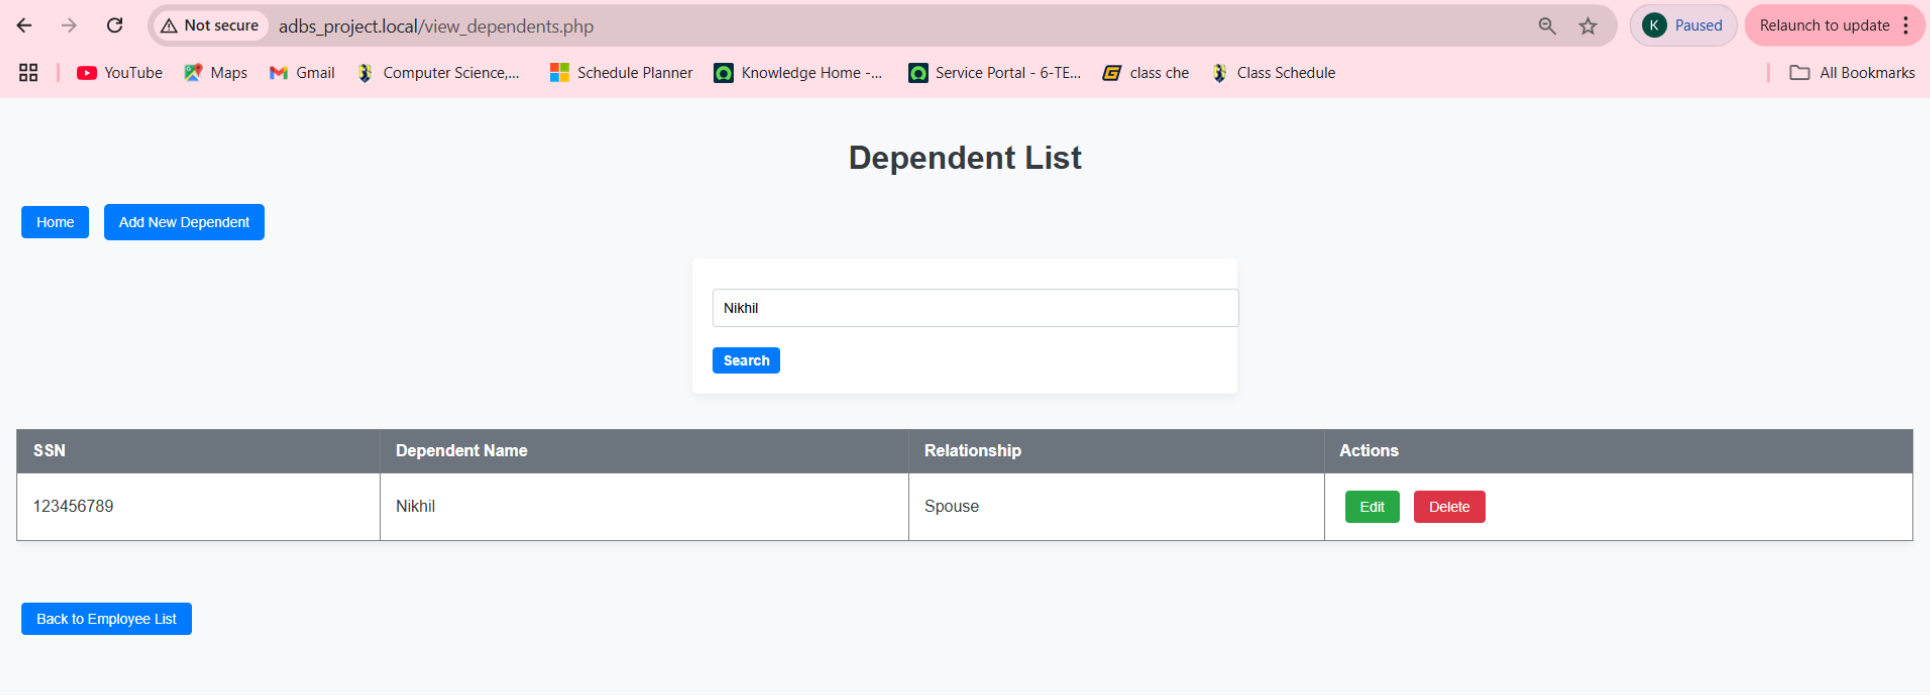 Not secure adbs_project.local/view_dependents.php K Paused Relaunch to update
YouTube Maps Gmail Computer Science,... Schedule Planner Knowledge Home -... Service Portal - 6-TE... class che Class Schedule All Bookmarks
Dependent List
Home Add New Dependent
Nikhil
Search
SSN Dependent Name Relationship Actions
123456789 Nikhil Spouse Edit Delete
Back to Employee List